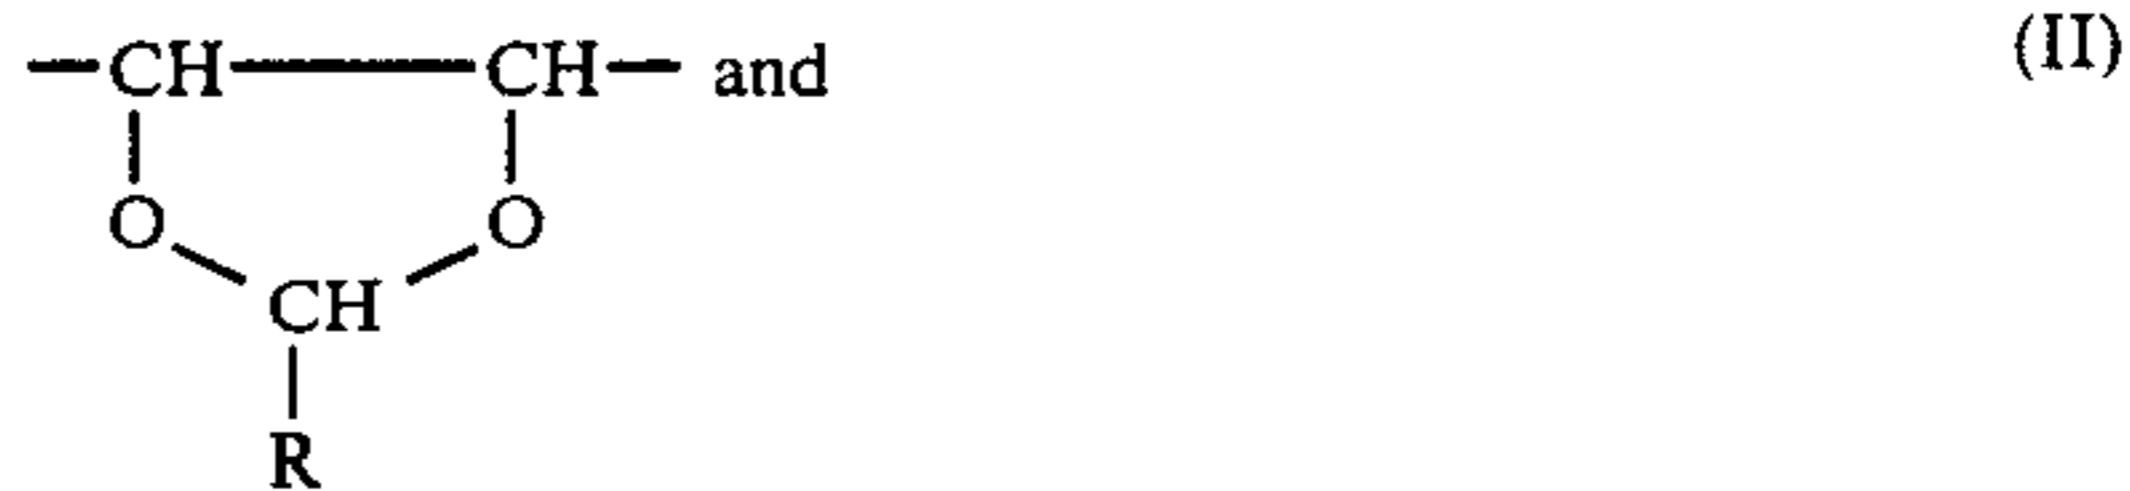 —CH—CH— and (II)
O O
CH
R